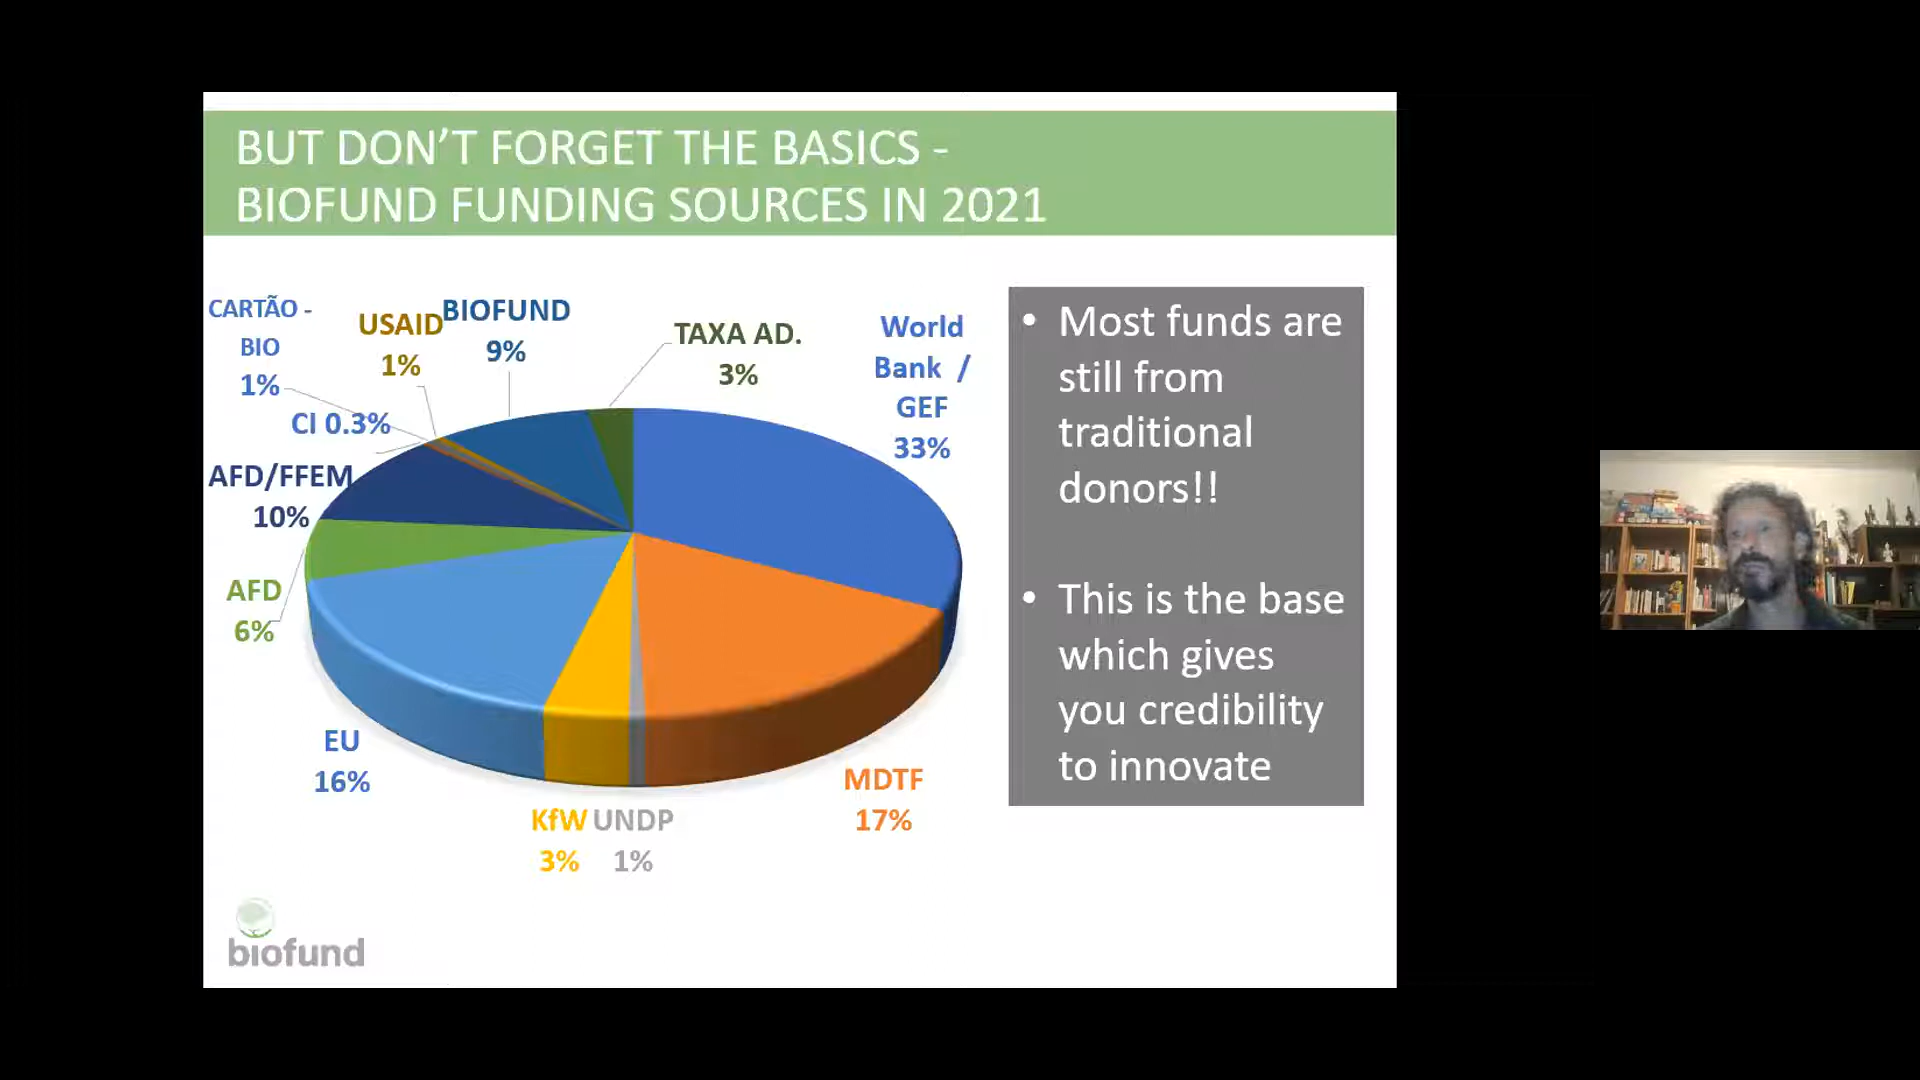 BUT DON'T FORGET THE BASICS -
BIOFUND FUNDING SOURCES IN 2021
CARTÃO -
BIO
1%
USAID
1%
BIOFUND
9%
TAXA AD.
3%
World
Bank /
GEF
33%
CI 0.3%
AFD/FFEM
10%
AFD
6%
EU
16%
KfW
3%
UNDP
1%
MDTF
17%
• Most funds are
still from
traditional
donors!!
• This is the base
which gives
you credibility
to innovate
biofund